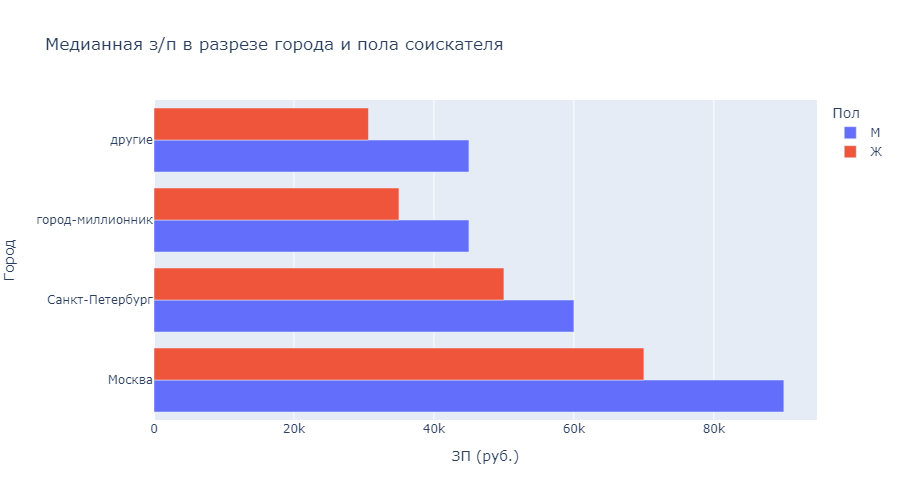 Медианная з/п в разрезе города и пола соискателя
Пол
М
Ж
другие
город-миллионник
Санкт-Петербург
Москва
Город
0
20k
40k
60k
80k
ЗП (руб.)